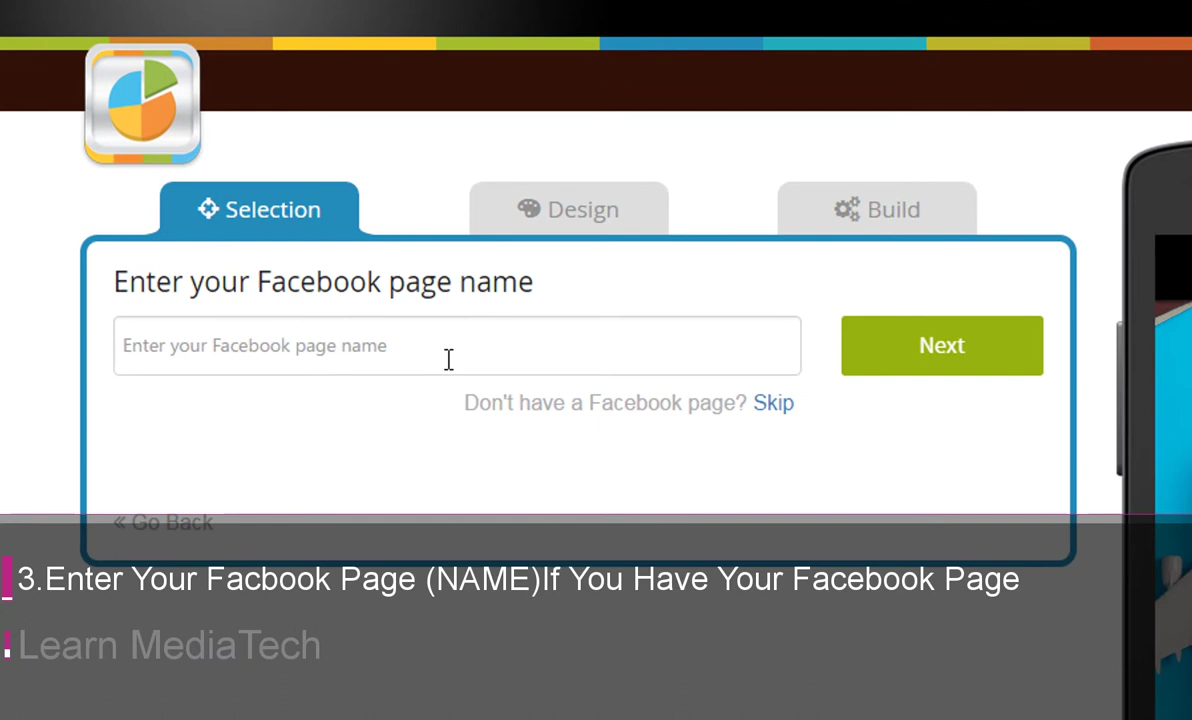 Selection
Design
Build
Enter your Facebook page name
Enter your Facebook page name
Next
Don't have a Facebook page? Skip
« Go Back
3.Enter Your Facbook Page (NAME)If You Have Your Facebook Page
Learn MediaTech